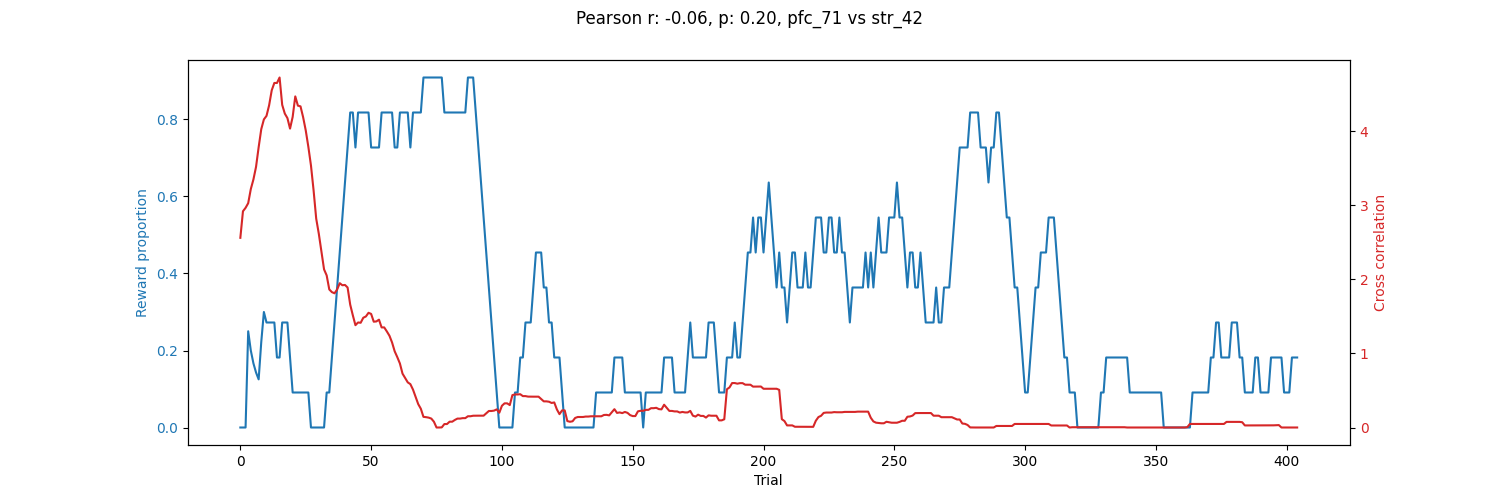 Pearson r: -0.06, p: 0.20, pfc_71 vs str_42
Reward proportion
0.8
0.6
0.4
0.2
0.0
4
3
2
1
0
Cross correlation
0 50 100 150 200 250 300 350 400
Trial